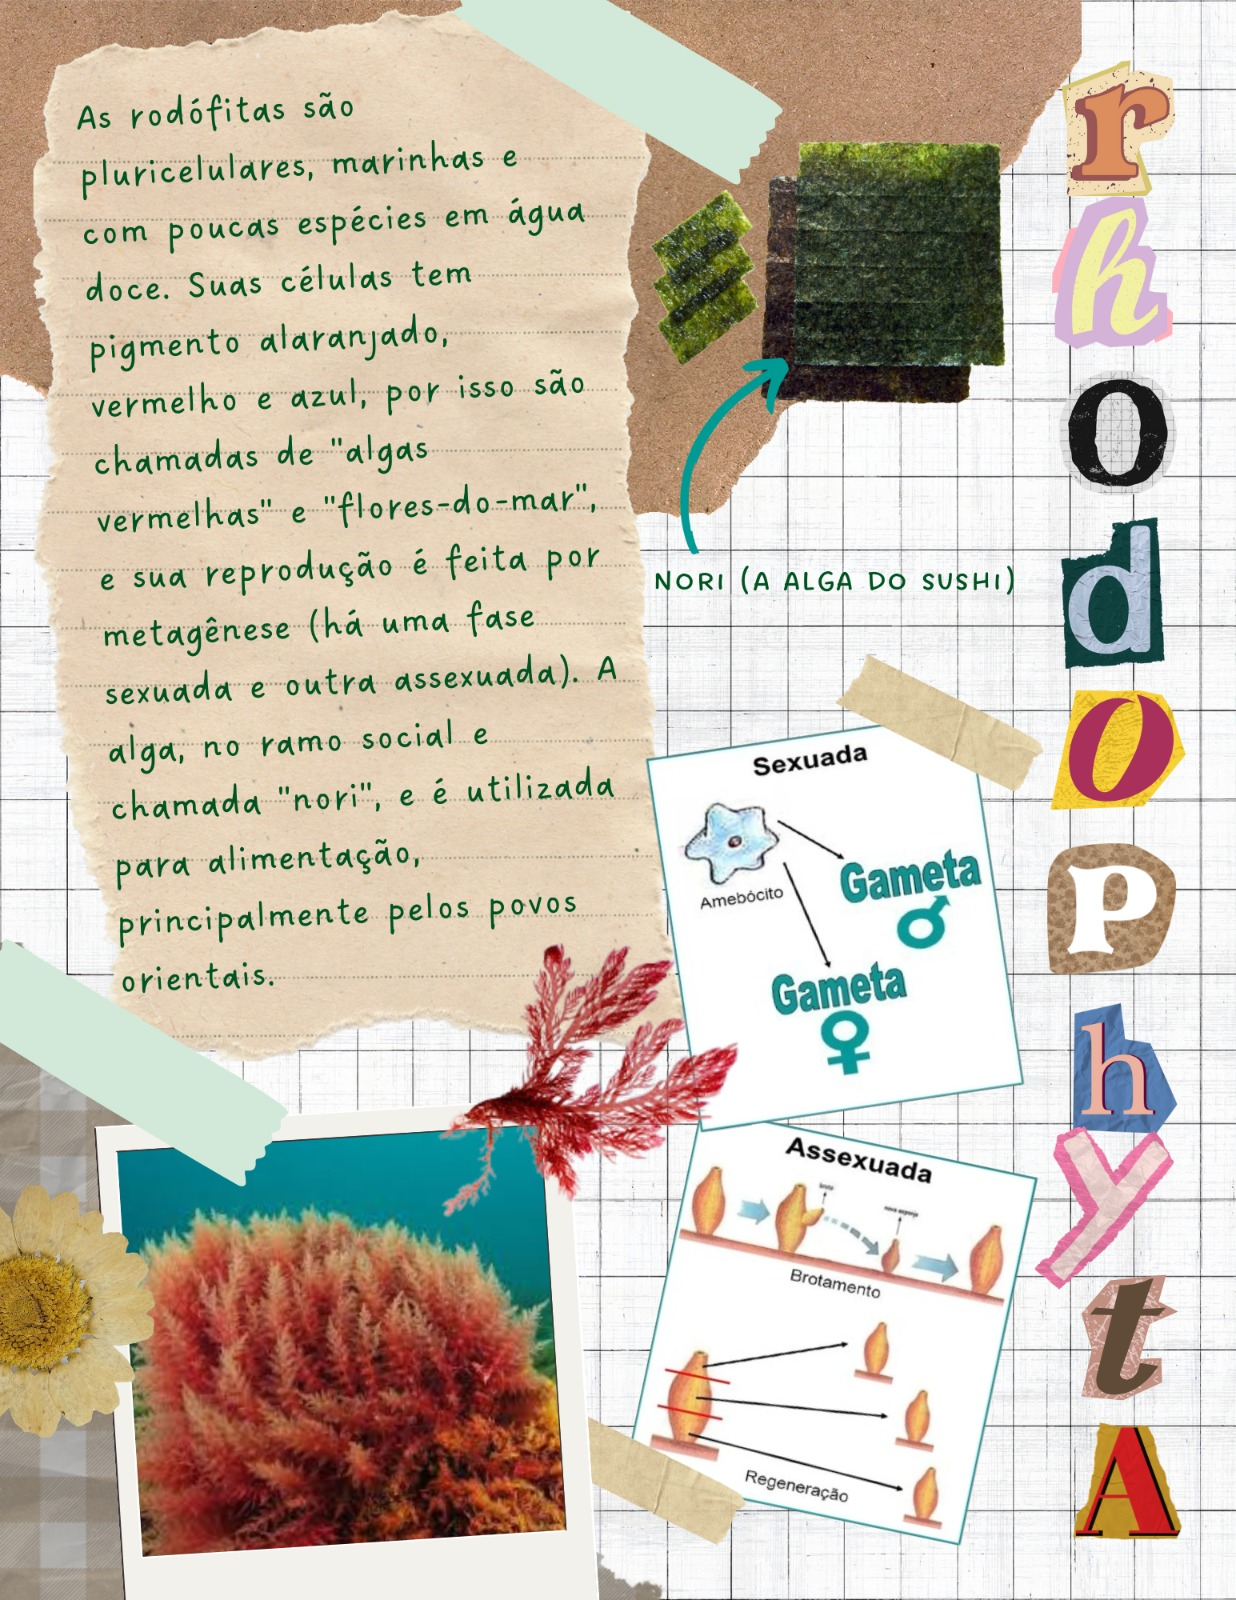 As rodófitas são
pluricelulares, marinhas e
com poucas espécies em água
doce. Suas células tem
pigmento alaranjado,
vermelho e azul, por isso são
chamadas de "algas
vermelhas" e "flores-do-mar",
e sua reprodução é feita por
metagênese (há uma fase
sexuada e outra assexuada). A
alga, no ramo social e
chamada "nori", e é utilizada
para alimentação,
principalmente pelos povos
orientais.
NORI (A ALGA DO SUSHI)
Sexuada
Amebócito
Gameta
Gameta
Assexuada
broto
nova esponja
Brotamento
Regeneração
rhodoPhytA